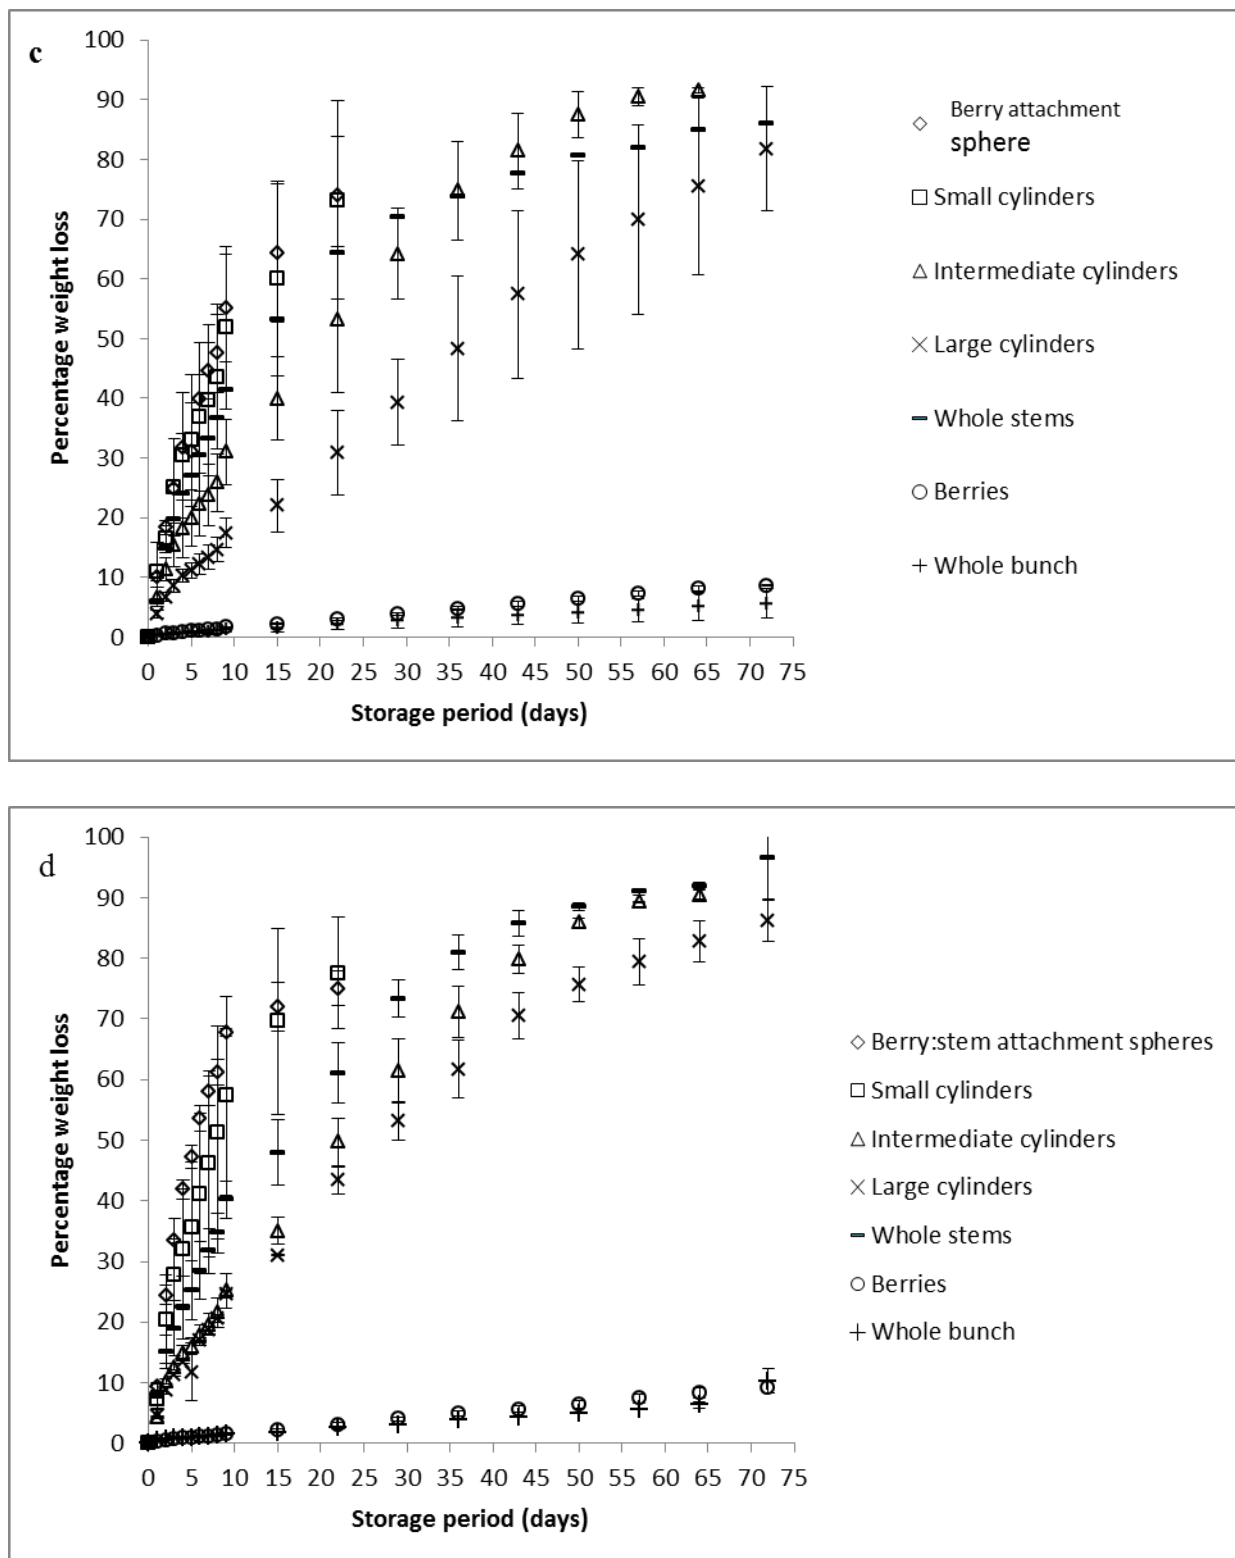 c
100
90
80
70
60
50
40
30
20
10
0
Percentage weight loss
0 5 10 15 20 25 30 35 40 45 50 55 60 65 70 75
Storage period (days)
Berry attachment
sphere
Small cylinders
Intermediate cylinders
Large cylinders
Whole stems
Berries
Whole bunch
d
100
90
80
70
60
50
40
30
20
10
0
Percentage weight loss
0 5 10 15 20 25 30 35 40 45 50 55 60 65 70 75
Storage period (days)
Berry:stem attachment spheres
Small cylinders
Intermediate cylinders
Large cylinders
Whole stems
Berries
Whole bunch